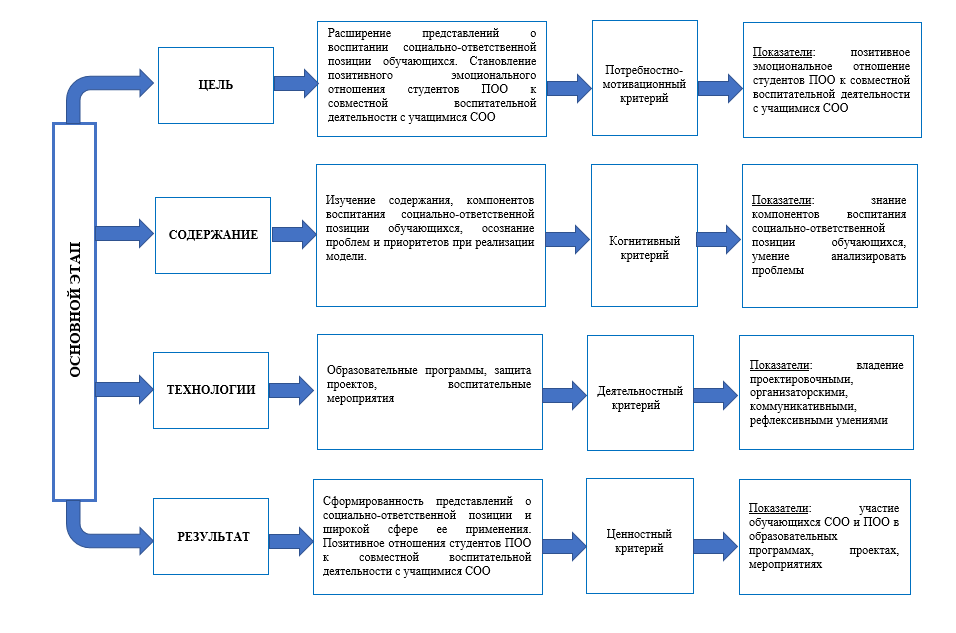 ОСНОВНОЙ ЭТАП
ЦЕЛЬ
Расширение представлений о
воспитании социально-ответственной
позиции обучающихся. Становление
позитивного эмоционального
отношения студентов ПОО к
совместной воспитательной
деятельности с учащимися СОО
Потребностно-
мотивационный
критерий
Показатели: позитивное
эмоциональное отношение
студентов ПОО к совместной
воспитательной деятельности
с учащимися СОО
СОДЕРЖАНИЕ
Изучение содержания, компонентов
воспитания социально-ответственной
позиции обучающихся, осознание
проблем и приоритетов при реализации
модели.
Когнитивный
критерий
Показатели: знание
компонентов воспитания
социально-ответственной
позиции обучающихся,
умение анализировать
проблемы
ТЕХНОЛОГИИ
Образовательные программы, защита
проектов, воспитательные
мероприятия
Деятельностный
критерий
Показатели: владение
проектировочными,
организаторскими,
коммуникативными,
рефлексивными умениями
РЕЗУЛЬТАТ
Сформированность представлений о
социально-ответственной позиции и
широкой сфере ее применения.
Позитивное отношения студентов ПОО
к совместной воспитательной
деятельности с учащимися СОО
Ценностный
критерий
Показатели: участие
обучающихся СОО и ПОО в
образовательных
программах, проектах,
мероприятиях